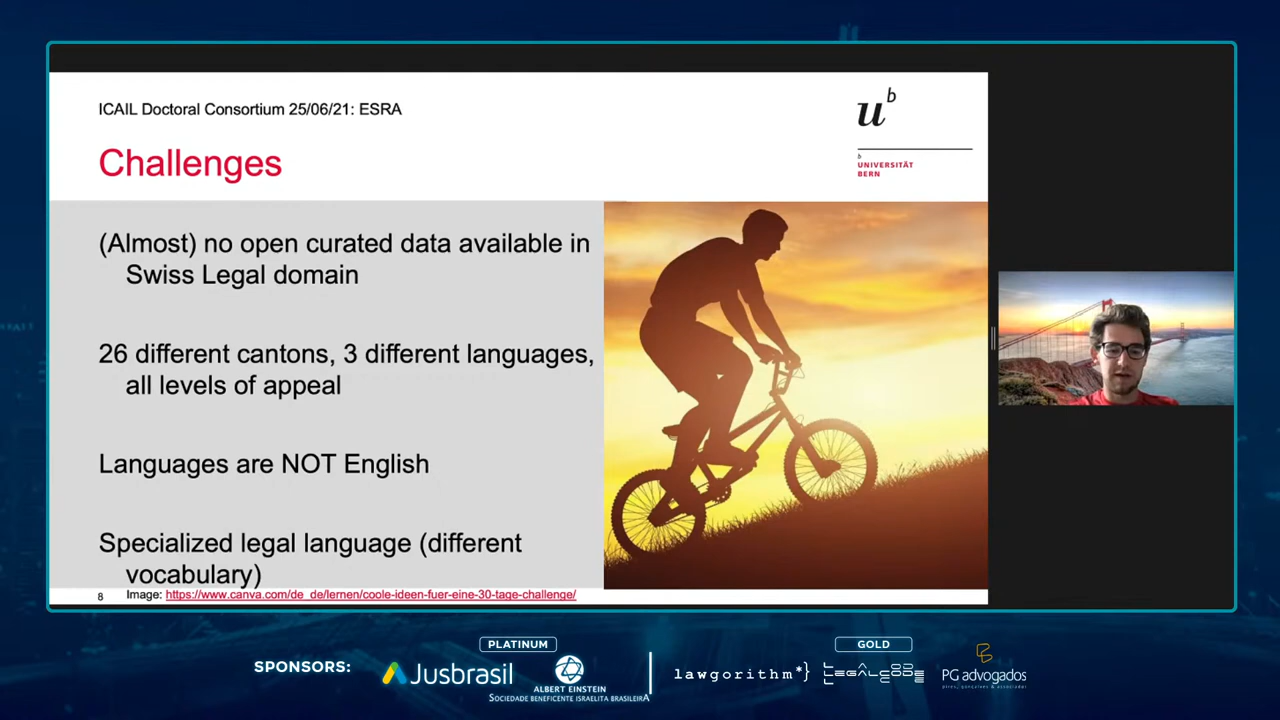 ICAIL Doctoral Consortium 25/06/21: ESRA
u b
b
UNIVERSITÄT
BERN
Challenges
(Almost) no open curated data available in
Swiss Legal domain
26 different cantons, 3 different languages,
all levels of appeal
Languages are NOT English
Specialized legal language (different
vocabulary)
8 Image: https://www.canva.com/de_de/lernen/coole-ideen-fuer-eine-30-tage-challenge/
PLATINUM
GOLD
SPONSORS:
Jusbrasil
ALBERT EINSTEIN
SOCIEDADE BENEFICENTE ISRAELITA BRASILEIRA
lawgorithm*}
LEGALCODE
PG advogados